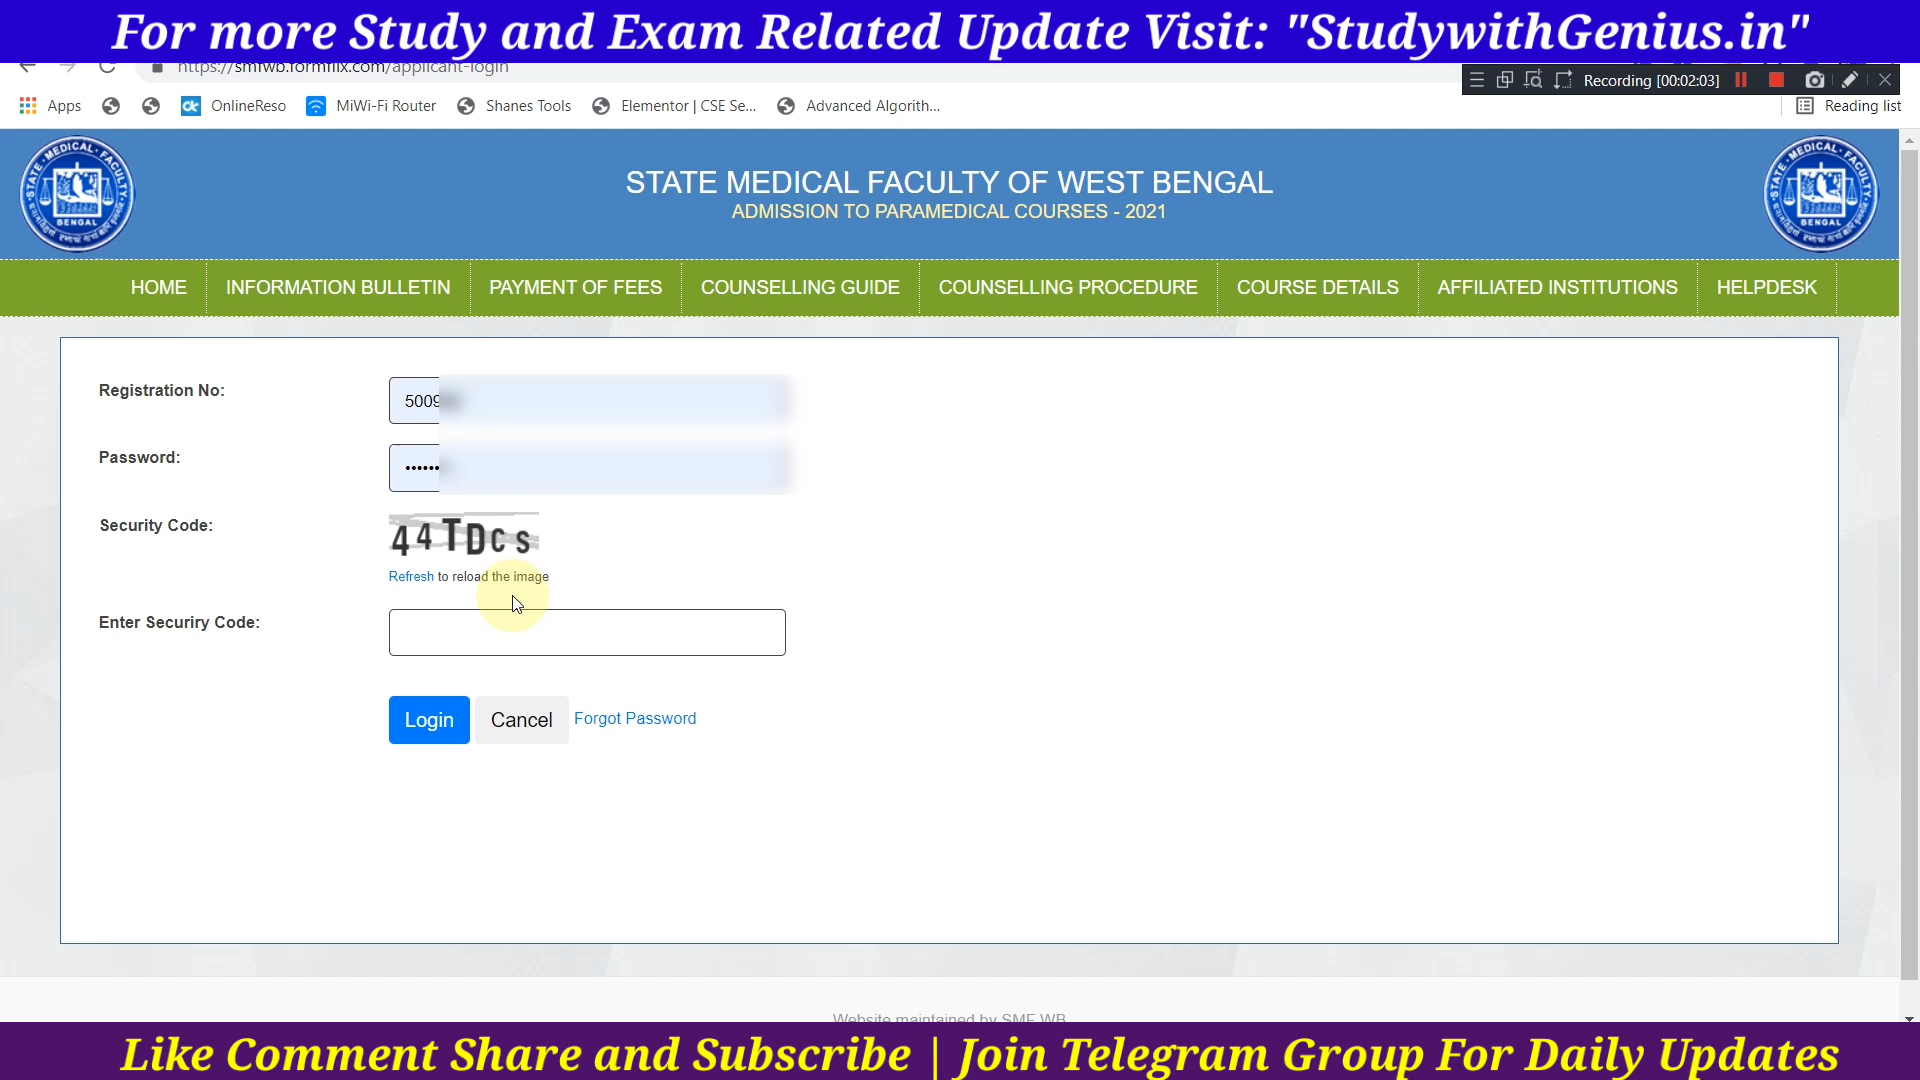 For more Study and Exam Related Update Visit: "StudywithGenius.in"
https://smfwb.formflix.com/applicant-login
Recording [00:02:03]
Apps OnlineReso MiWi-Fi Router Shanes Tools Elementor | CSE Se... Advanced Algorith... Reading list
STATE MEDICAL FACULTY OF WEST BENGAL
ADMISSION TO PARAMEDICAL COURSES - 2021
HOME INFORMATION BULLETIN PAYMENT OF FEES COUNSELLING GUIDE COUNSELLING PROCEDURE COURSE DETAILS AFFILIATED INSTITUTIONS HELPDESK
Registration No: 5009
Password: ••••••
Security Code: 44TDcs
Refresh to reload the image
Enter Securiry Code:
Login Cancel Forgot Password
Website maintained by SMF WB
Like Comment Share and Subscribe | Join Telegram Group For Daily Updates